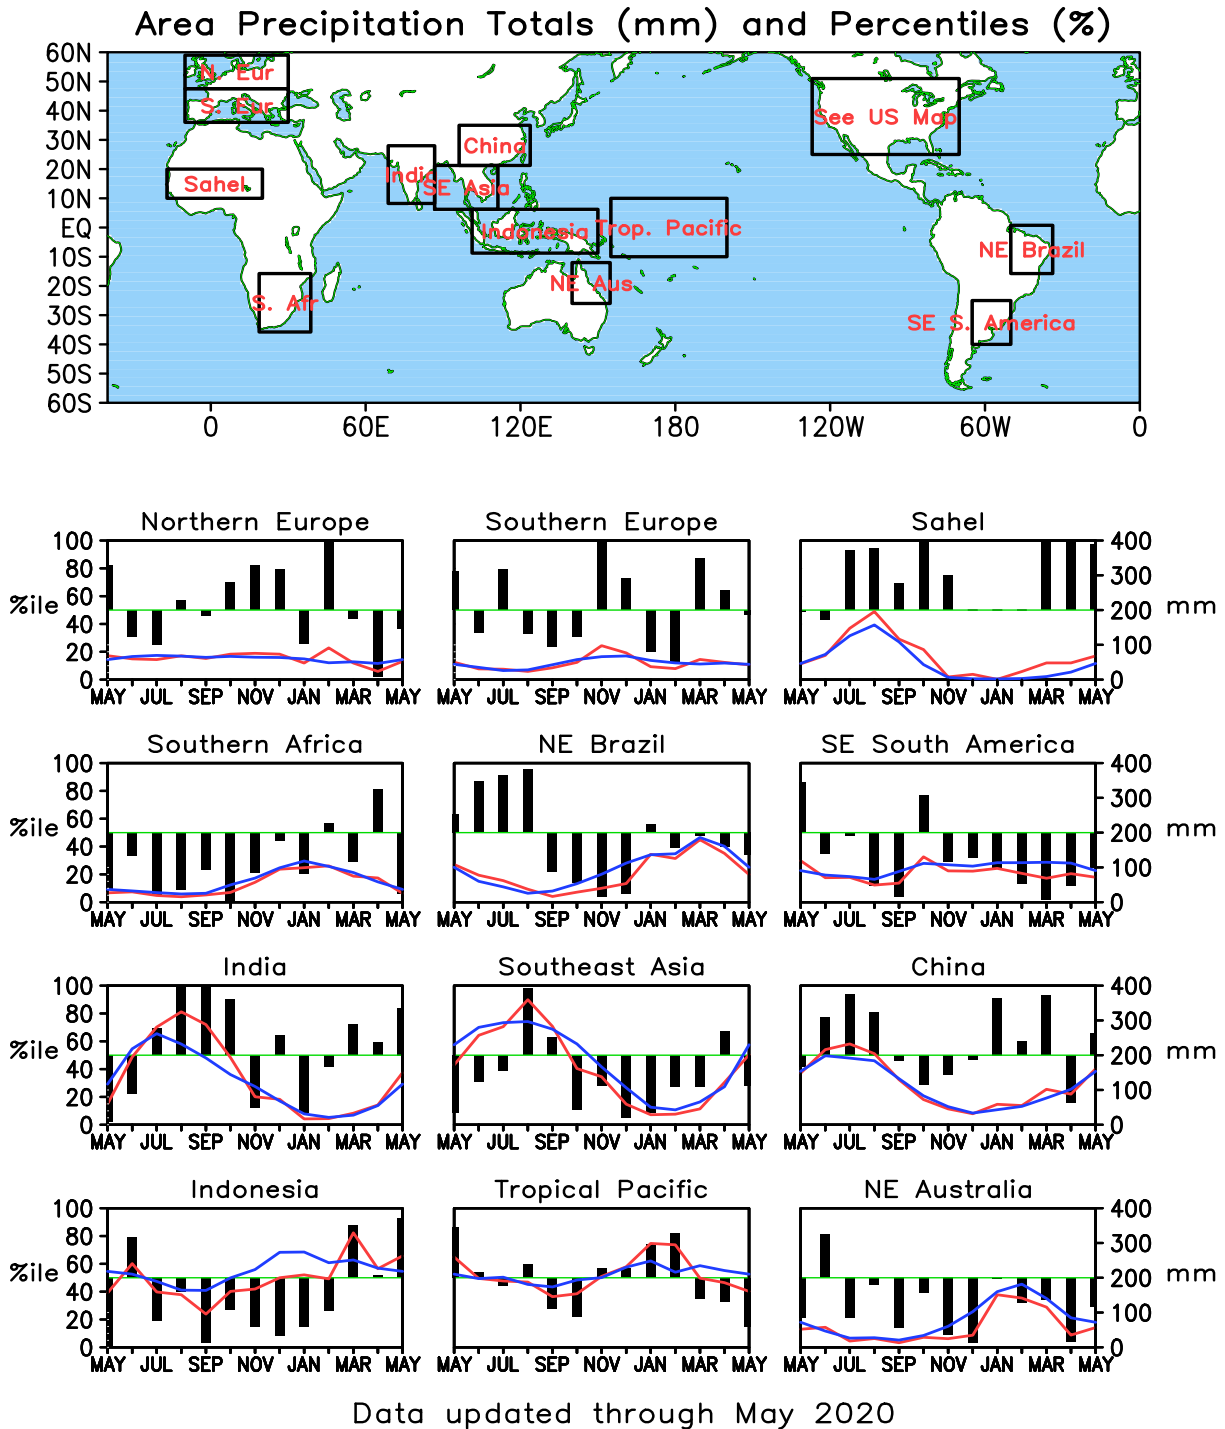 Area Precipitation Totals (mm) and Percentiles (%)
60N
50N
40N
30N
20N
10N
EQ
10S
20S
30S
40S
50S
60S
N. Eur
S. Eur
Sahel
S. Afr
India
China
SE Asia
Indonesia
Trop. Pacific
NE Aus
See US Map
NE Brazil
SE S. America
0 60E 120E 180 120W 60W 0
Northern Europe Southern Europe Sahel
100 400
80 300
%ile 60 200 mm
40
20 100
0 0
MAY JUL SEP NOV JAN MAR MAY MAY JUL SEP NOV JAN MAR MAY MAY JUL SEP NOV JAN MAR MAY
Southern Africa NE Brazil SE South America
100 400
80 300
%ile 60 200 mm
40
20 100
0 0
MAY JUL SEP NOV JAN MAR MAY MAY JUL SEP NOV JAN MAR MAY MAY JUL SEP NOV JAN MAR MAY
India Southeast Asia China
100 400
80 300
%ile 60 200 mm
40
20 100
0 0
MAY JUL SEP NOV JAN MAR MAY MAY JUL SEP NOV JAN MAR MAY MAY JUL SEP NOV JAN MAR MAY
Indonesia Tropical Pacific NE Australia
100 400
80 300
%ile 60 200 mm
40
20 100
0 0
MAY JUL SEP NOV JAN MAR MAY MAY JUL SEP NOV JAN MAR MAY MAY JUL SEP NOV JAN MAR MAY
Data updated through May 2020